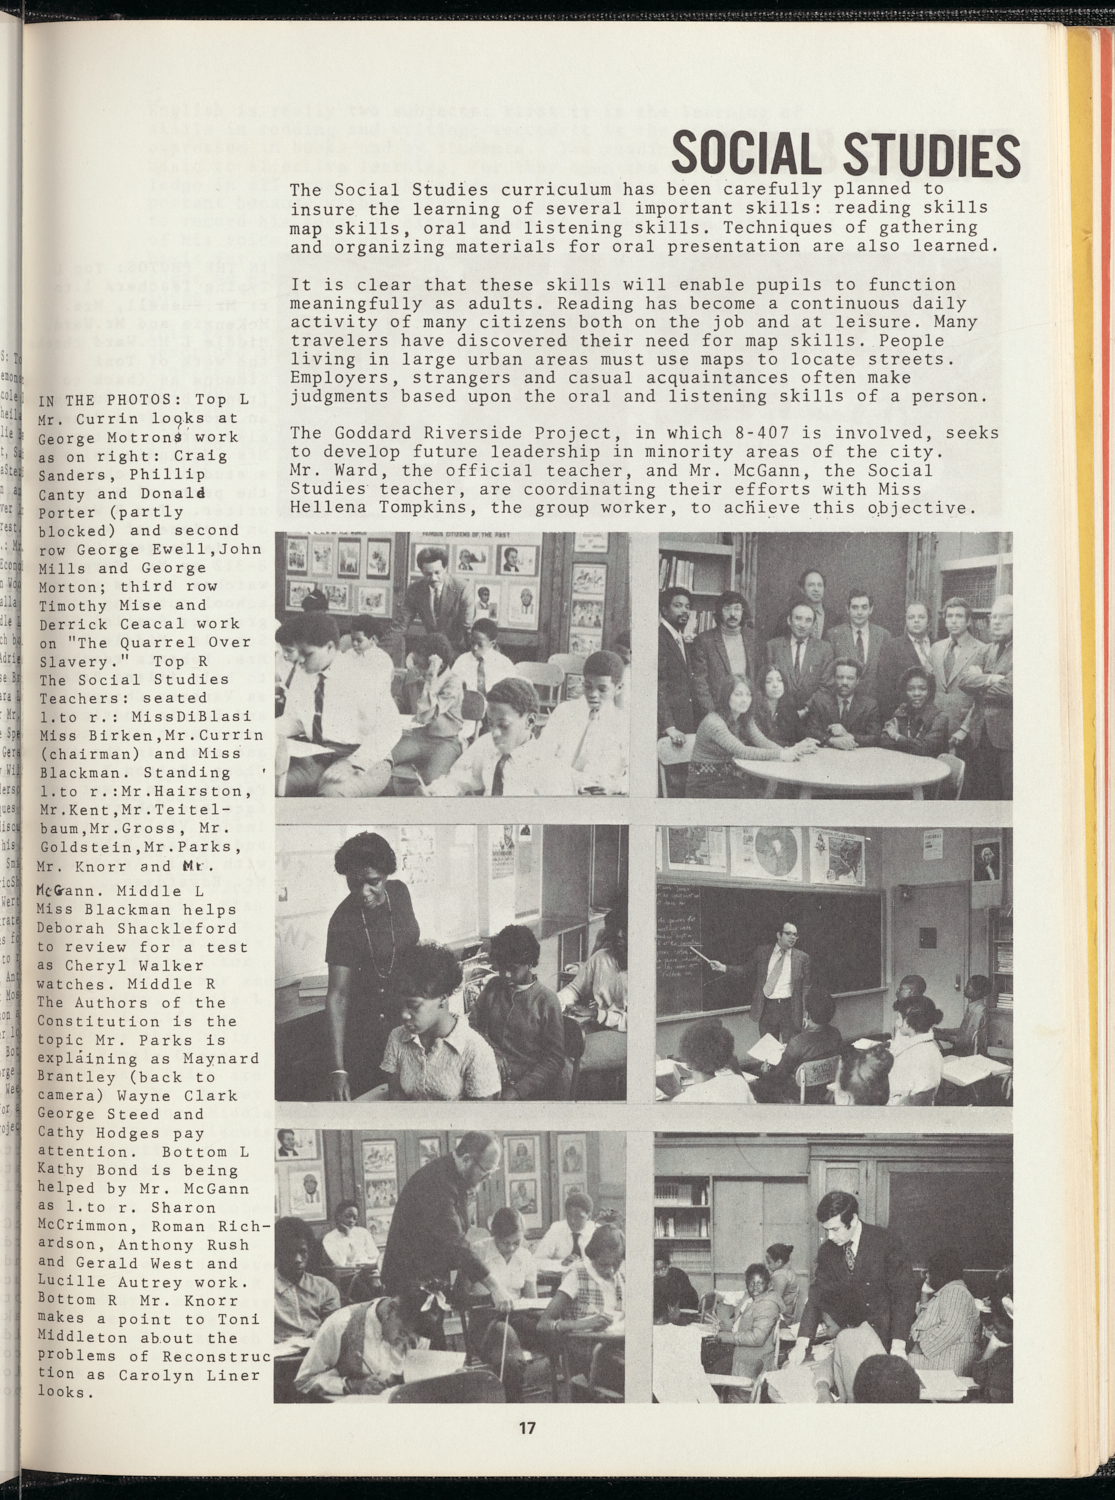 SOCIAL STUDIES
The Social Studies curriculum has been carefully planned to
insure the learning of several important skills: reading skills
map skills, oral and listening skills. Techniques of gathering
and organizing materials for oral presentation are also learned.
It is clear that these skills will enable pupils to function
meaningfully as adults. Reading has become a continuous daily
activity of many citizens both on the job and at leisure. Many
travelers have discovered their need for map skills. People
living in large urban areas must use maps to locate streets.
Employers, strangers and casual acquaintances often make
judgments based upon the oral and listening skills of a person.
The Goddard Riverside Project, in which 8-407 is involved, seeks
to develop future leadership in minority areas of the city.
Mr. Ward, the official teacher, and Mr. McGann, the Social
Studies teacher, are coordinating their efforts with Miss
Hellena Tompkins, the group worker, to achieve this objective.
IN THE PHOTOS: Top L
Mr. Currin looks at
George Motrons work
as on right: Craig
Sanders, Phillip
Canty and Donald
Porter (partly
blocked) and second
row George Ewell,John
Mills and George
Morton; third row
Timothy Mise and
Derrick Ceacal work
on "The Quarrel Over
Slavery." Top R
The Social Studies
Teachers: seated
l.to r.: MissDiBlasi
Miss Birken,Mr.Currin
(chairman) and Miss
Blackman. Standing
l.to r.:Mr.Hairston,
Mr.Kent,Mr.Teitel-
baum,Mr.Gross, Mr.
Goldstein,Mr.Parks,
Mr. Knorr and Mr.
McGann. Middle L
Miss Blackman helps
Deborah Shackleford
to review for a test
as Cheryl Walker
watches. Middle R
The Authors of the
Constitution is the
topic Mr. Parks is
explaining as Maynard
Brantley (back to
camera) Wayne Clark
George Steed and
Cathy Hodges pay
attention. Bottom L
Kathy Bond is being
helped by Mr. McGann
as l.to r. Sharon
McCrimmon, Roman Rich-
ardson, Anthony Rush
and Gerald West and
Lucille Autrey work.
Bottom R Mr. Knorr
makes a point to Toni
Middleton about the
problems of Reconstruc
tion as Carolyn Liner
looks.
FAMOUS CITIZENS OF THE PAST
17